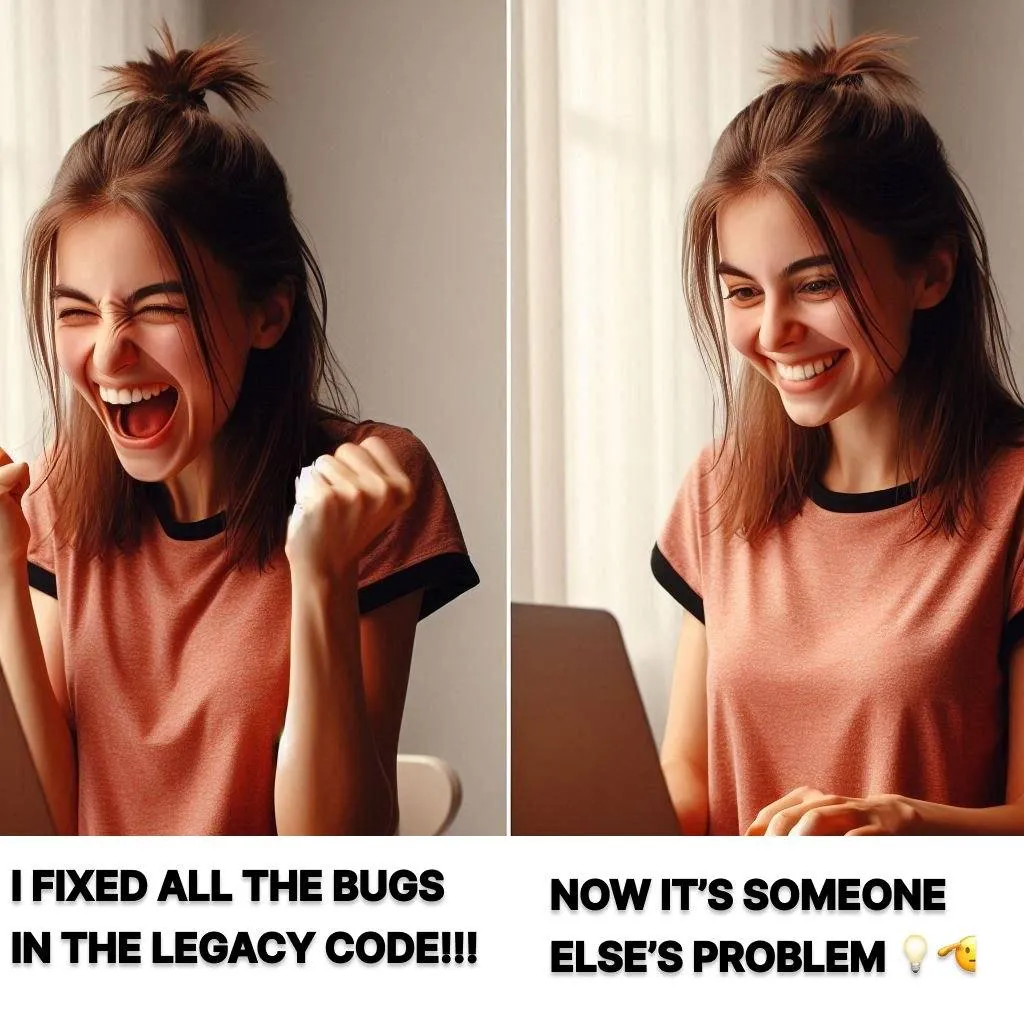 I FIXED ALL THE BUGS
IN THE LEGACY CODE!!!
NOW IT’S SOMEONE
ELSE’S PROBLEM 💡🫡